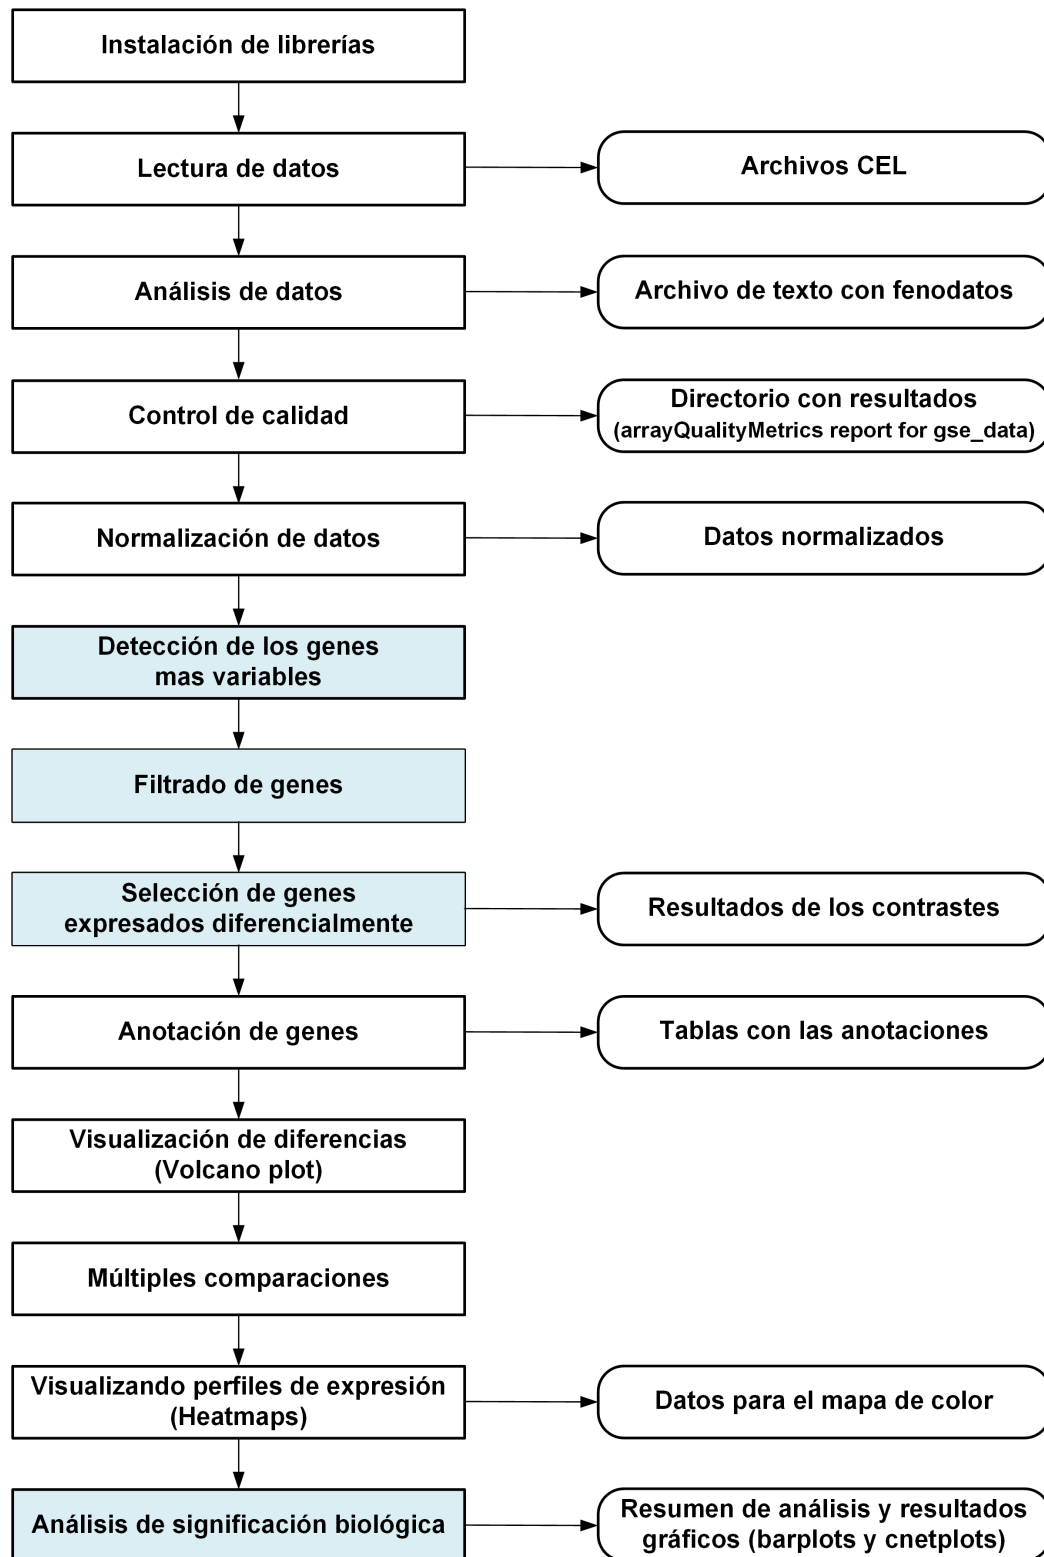 Instalación de librerías
Lectura de datos
Archivos CEL
Análisis de datos
Archivo de texto con fenodatos
Control de calidad
Directorio con resultados
(arrayQualityMetrics report for gse_data)
Normalización de datos
Datos normalizados
Detección de los genes
mas variables
Filtrado de genes
Selección de genes
expresados diferencialmente
Resultados de los contrastes
Anotación de genes
Tablas con las anotaciones
Visualización de diferencias
(Volcano plot)
Múltiples comparaciones
Visualizando perfiles de expresión
(Heatmaps)
Datos para el mapa de color
Análisis de significación biológica
Resumen de análisis y resultados
gráficos (barplots y cnetplots)